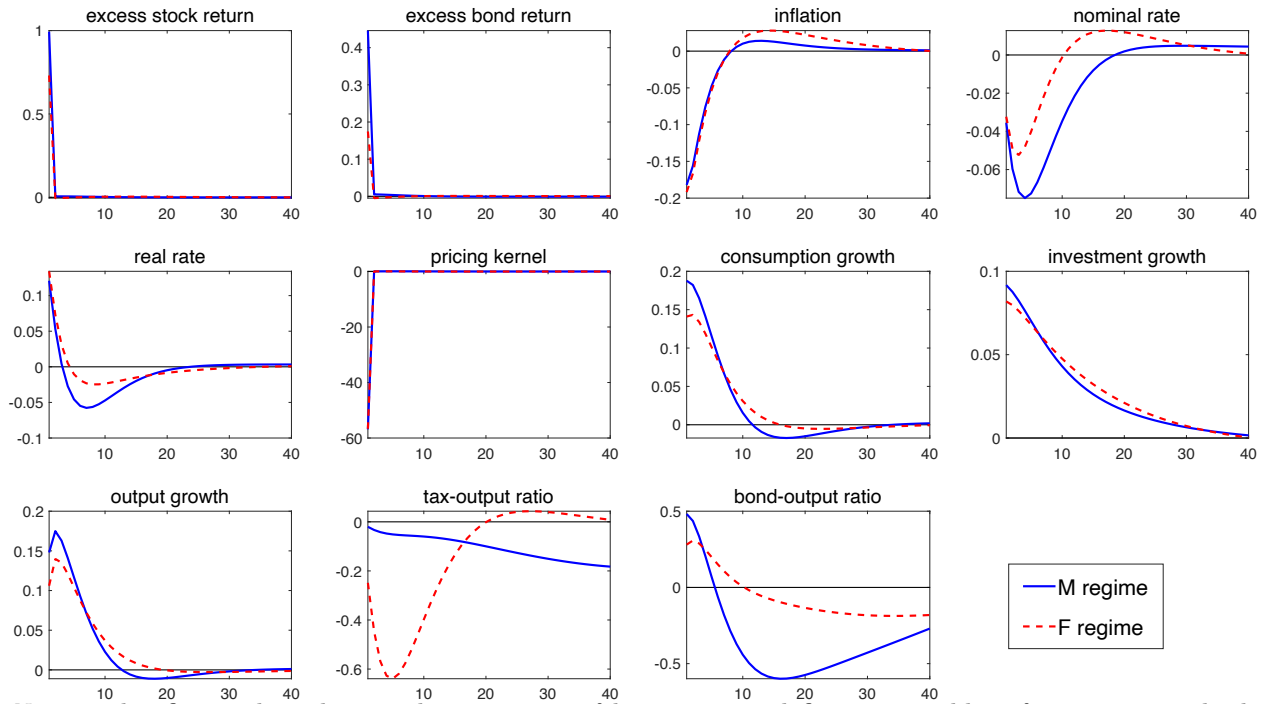 excess stock return
1
0.5
0
10 20 30 40
excess bond return
0.4
0.3
0.2
0.1
0
10 20 30 40
inflation
0
-0.05
-0.1
-0.15
-0.2
10 20 30 40
nominal rate
0
-0.02
-0.04
-0.06
10 20 30 40
real rate
0.1
0.05
0
-0.05
-0.1
10 20 30 40
pricing kernel
0
-20
-40
-60
10 20 30 40
consumption growth
0.2
0.15
0.1
0.05
0
10 20 30 40
investment growth
0.1
0.05
0
10 20 30 40
output growth
0.2
0.15
0.1
0.05
0
10 20 30 40
tax-output ratio
0
-0.2
-0.4
-0.6
10 20 30 40
bond-output ratio
0.5
0
-0.5
10 20 30 40
M regime
F regime